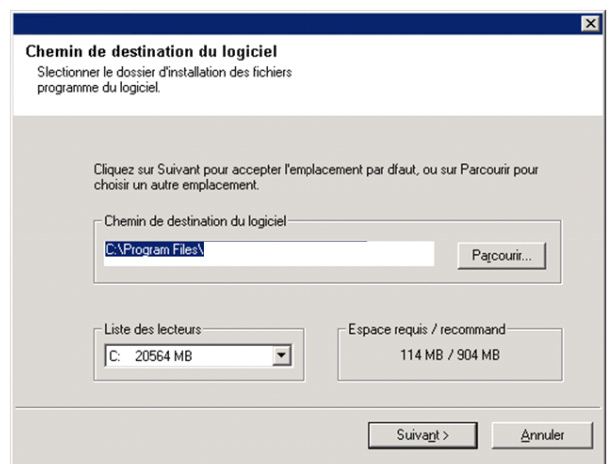 Chemin de destination du logiciel
Slectionner le dossier d'installation des fichiers
programme du logiciel.
Cliquez sur Suivant pour accepter l'emplacement par dfaut, ou sur Parcourir pour
choisir un autre emplacement.
Chemin de destination du logiciel
C:\Program Files\
Parcourir...
Liste des lecteurs
C: 20564 MB
Espace requis / recommand
114 MB / 904 MB
Suivant >
Annuler